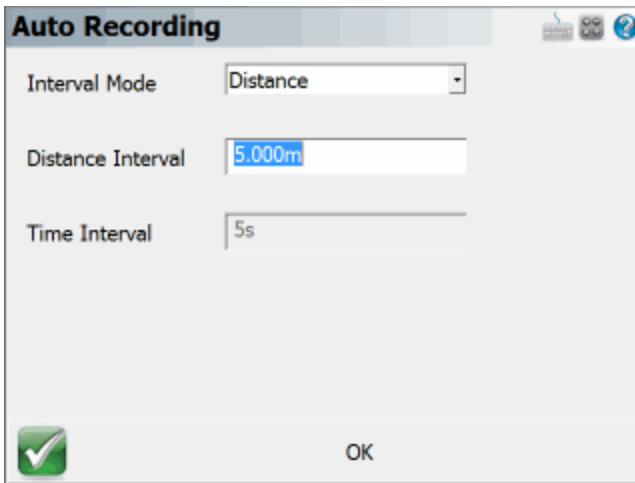 Auto Recording
Interval Mode Distance
Distance Interval 5.000m
Time Interval 5s
OK